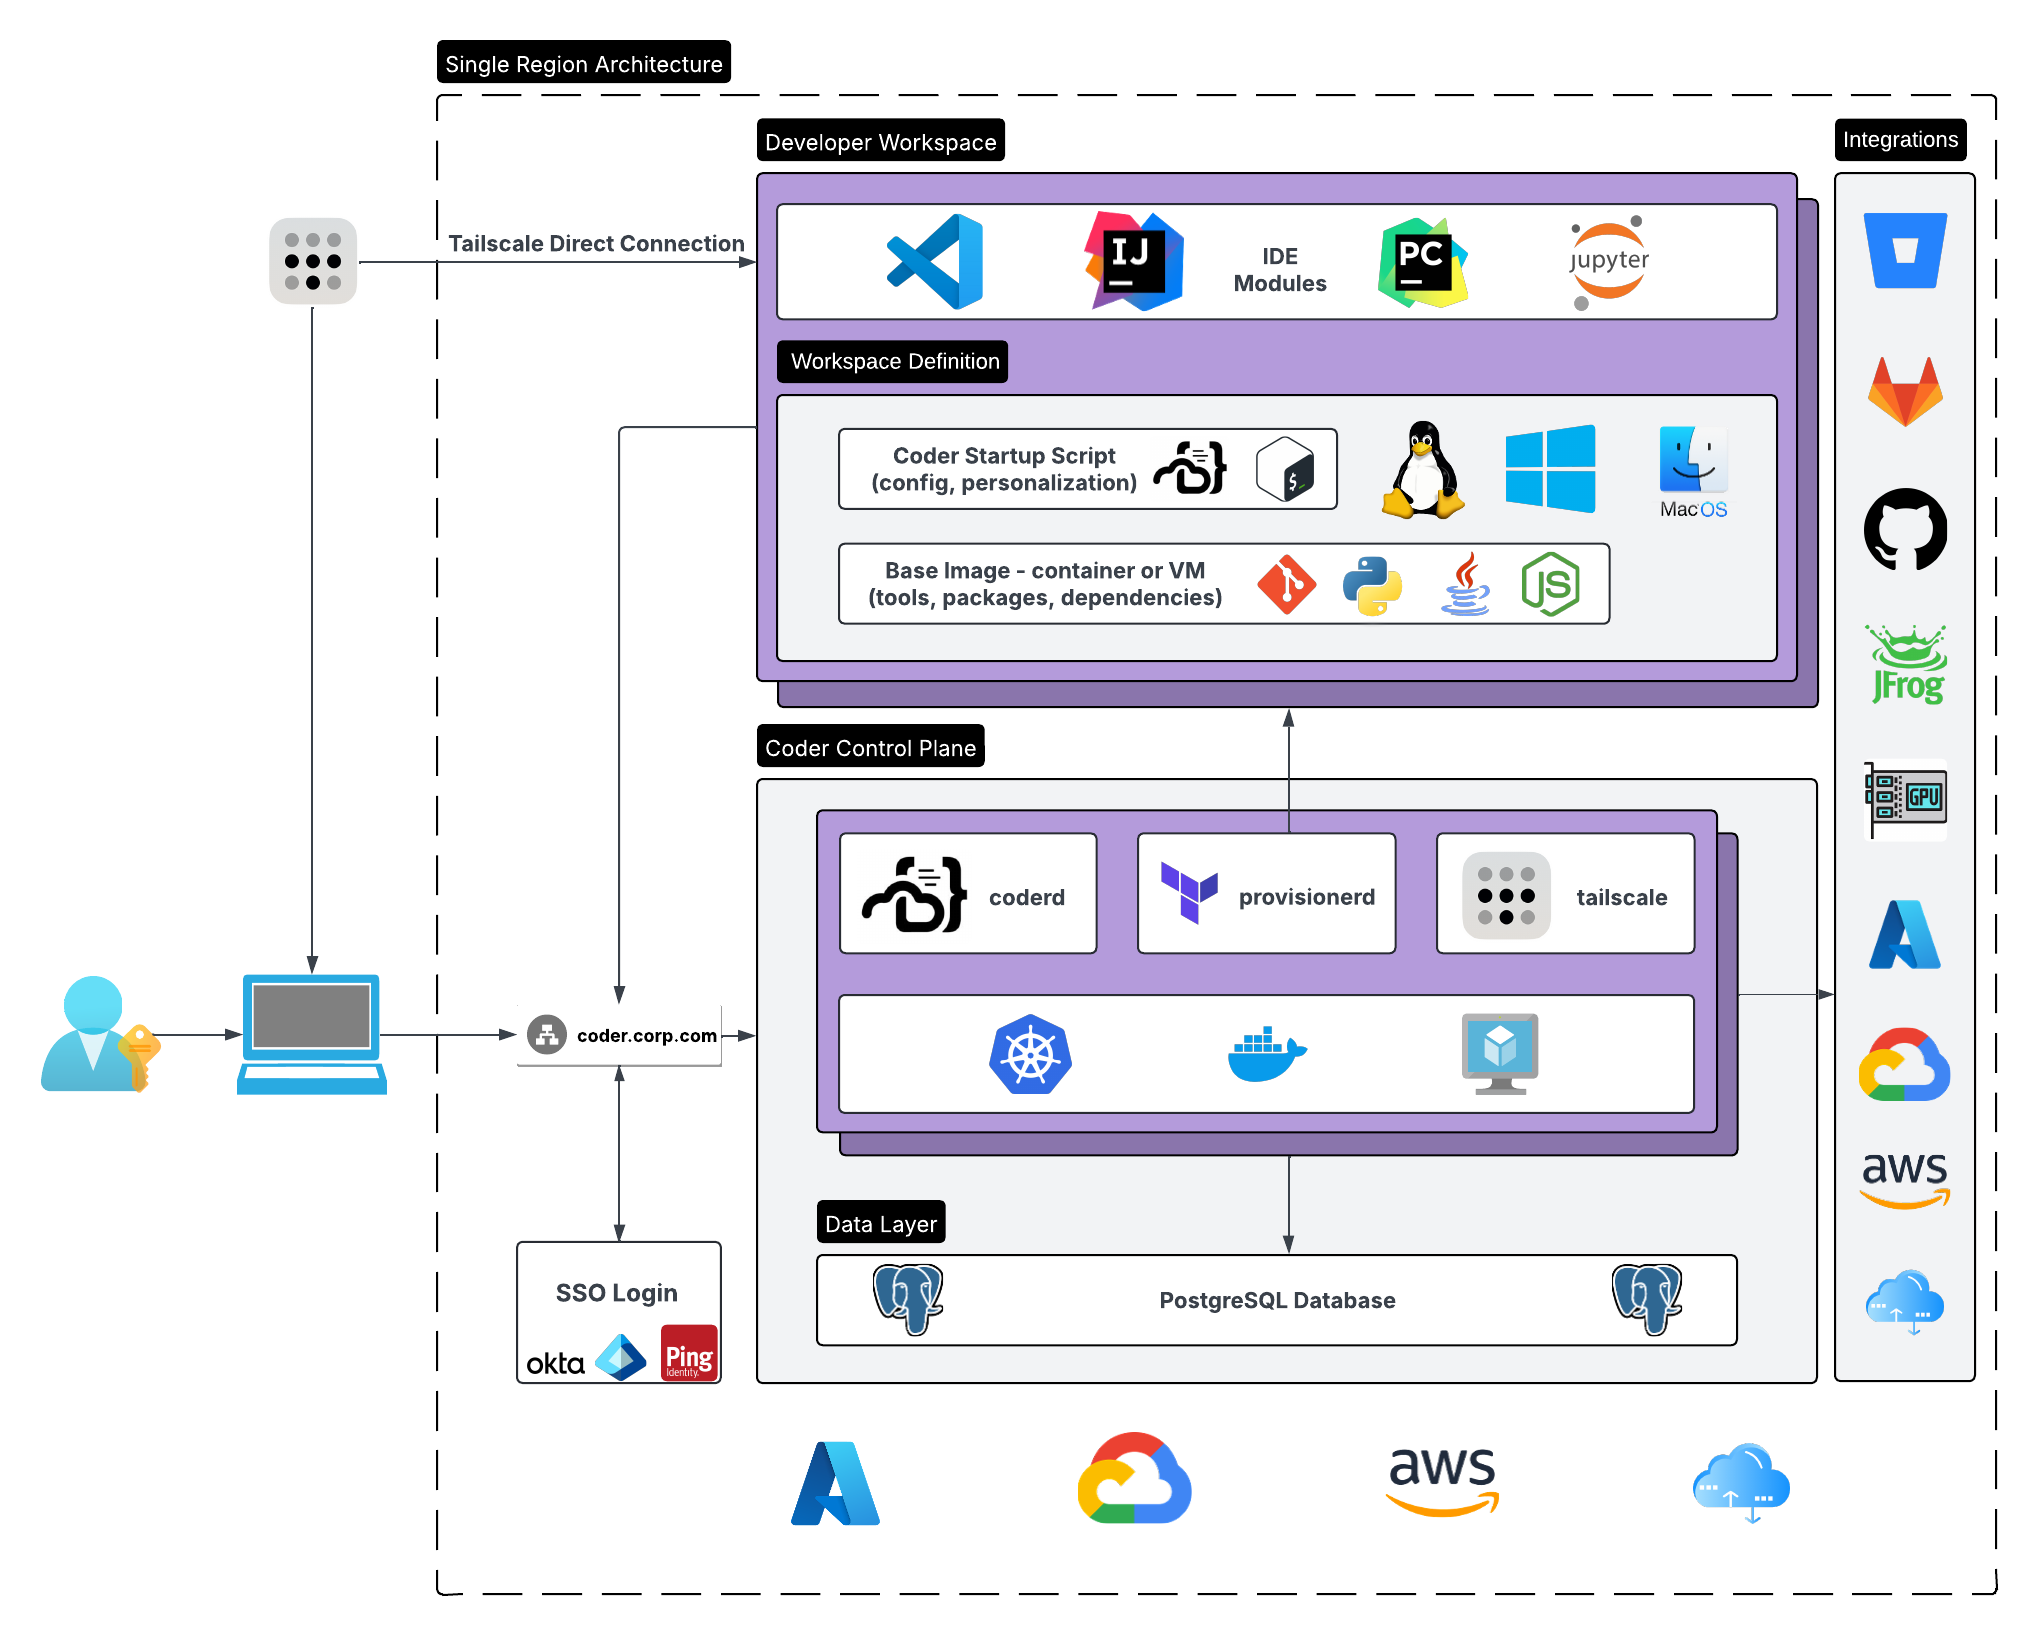 Single Region Architecture
Developer Workspace
Integrations
Tailscale Direct Connection
IJ
IDE
Modules
PC
jupyter
Workspace Definition
Coder Startup Script
(config, personalization)
$_
MacOS
Base Image - container or VM
(tools, packages, dependencies)
JS
JFrog
Coder Control Plane
GPU
coderd
provisionerd
tailscale
coder.corp.com
aws
Data Layer
SSO Login
PostgreSQL Database
okta
Ping
Identity.
aws